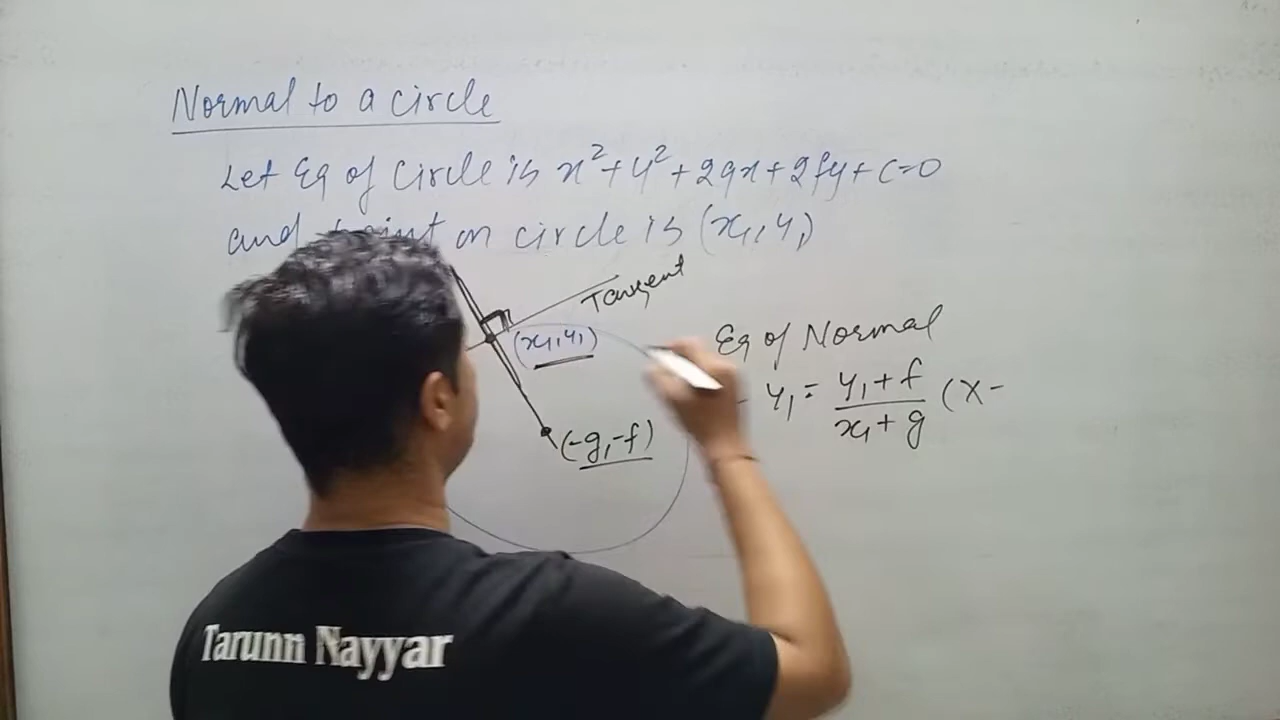 Normal to a circle
Let Eq of Circle is x²+y²+2gx+2fy+c=0
and point on circle is (x₁,y₁)
Tangent
(x₁,y₁)
Eq of Normal
- y₁ = y₁+f / x₁+g (x-
(-g,-f)
Tarunn Nayyar